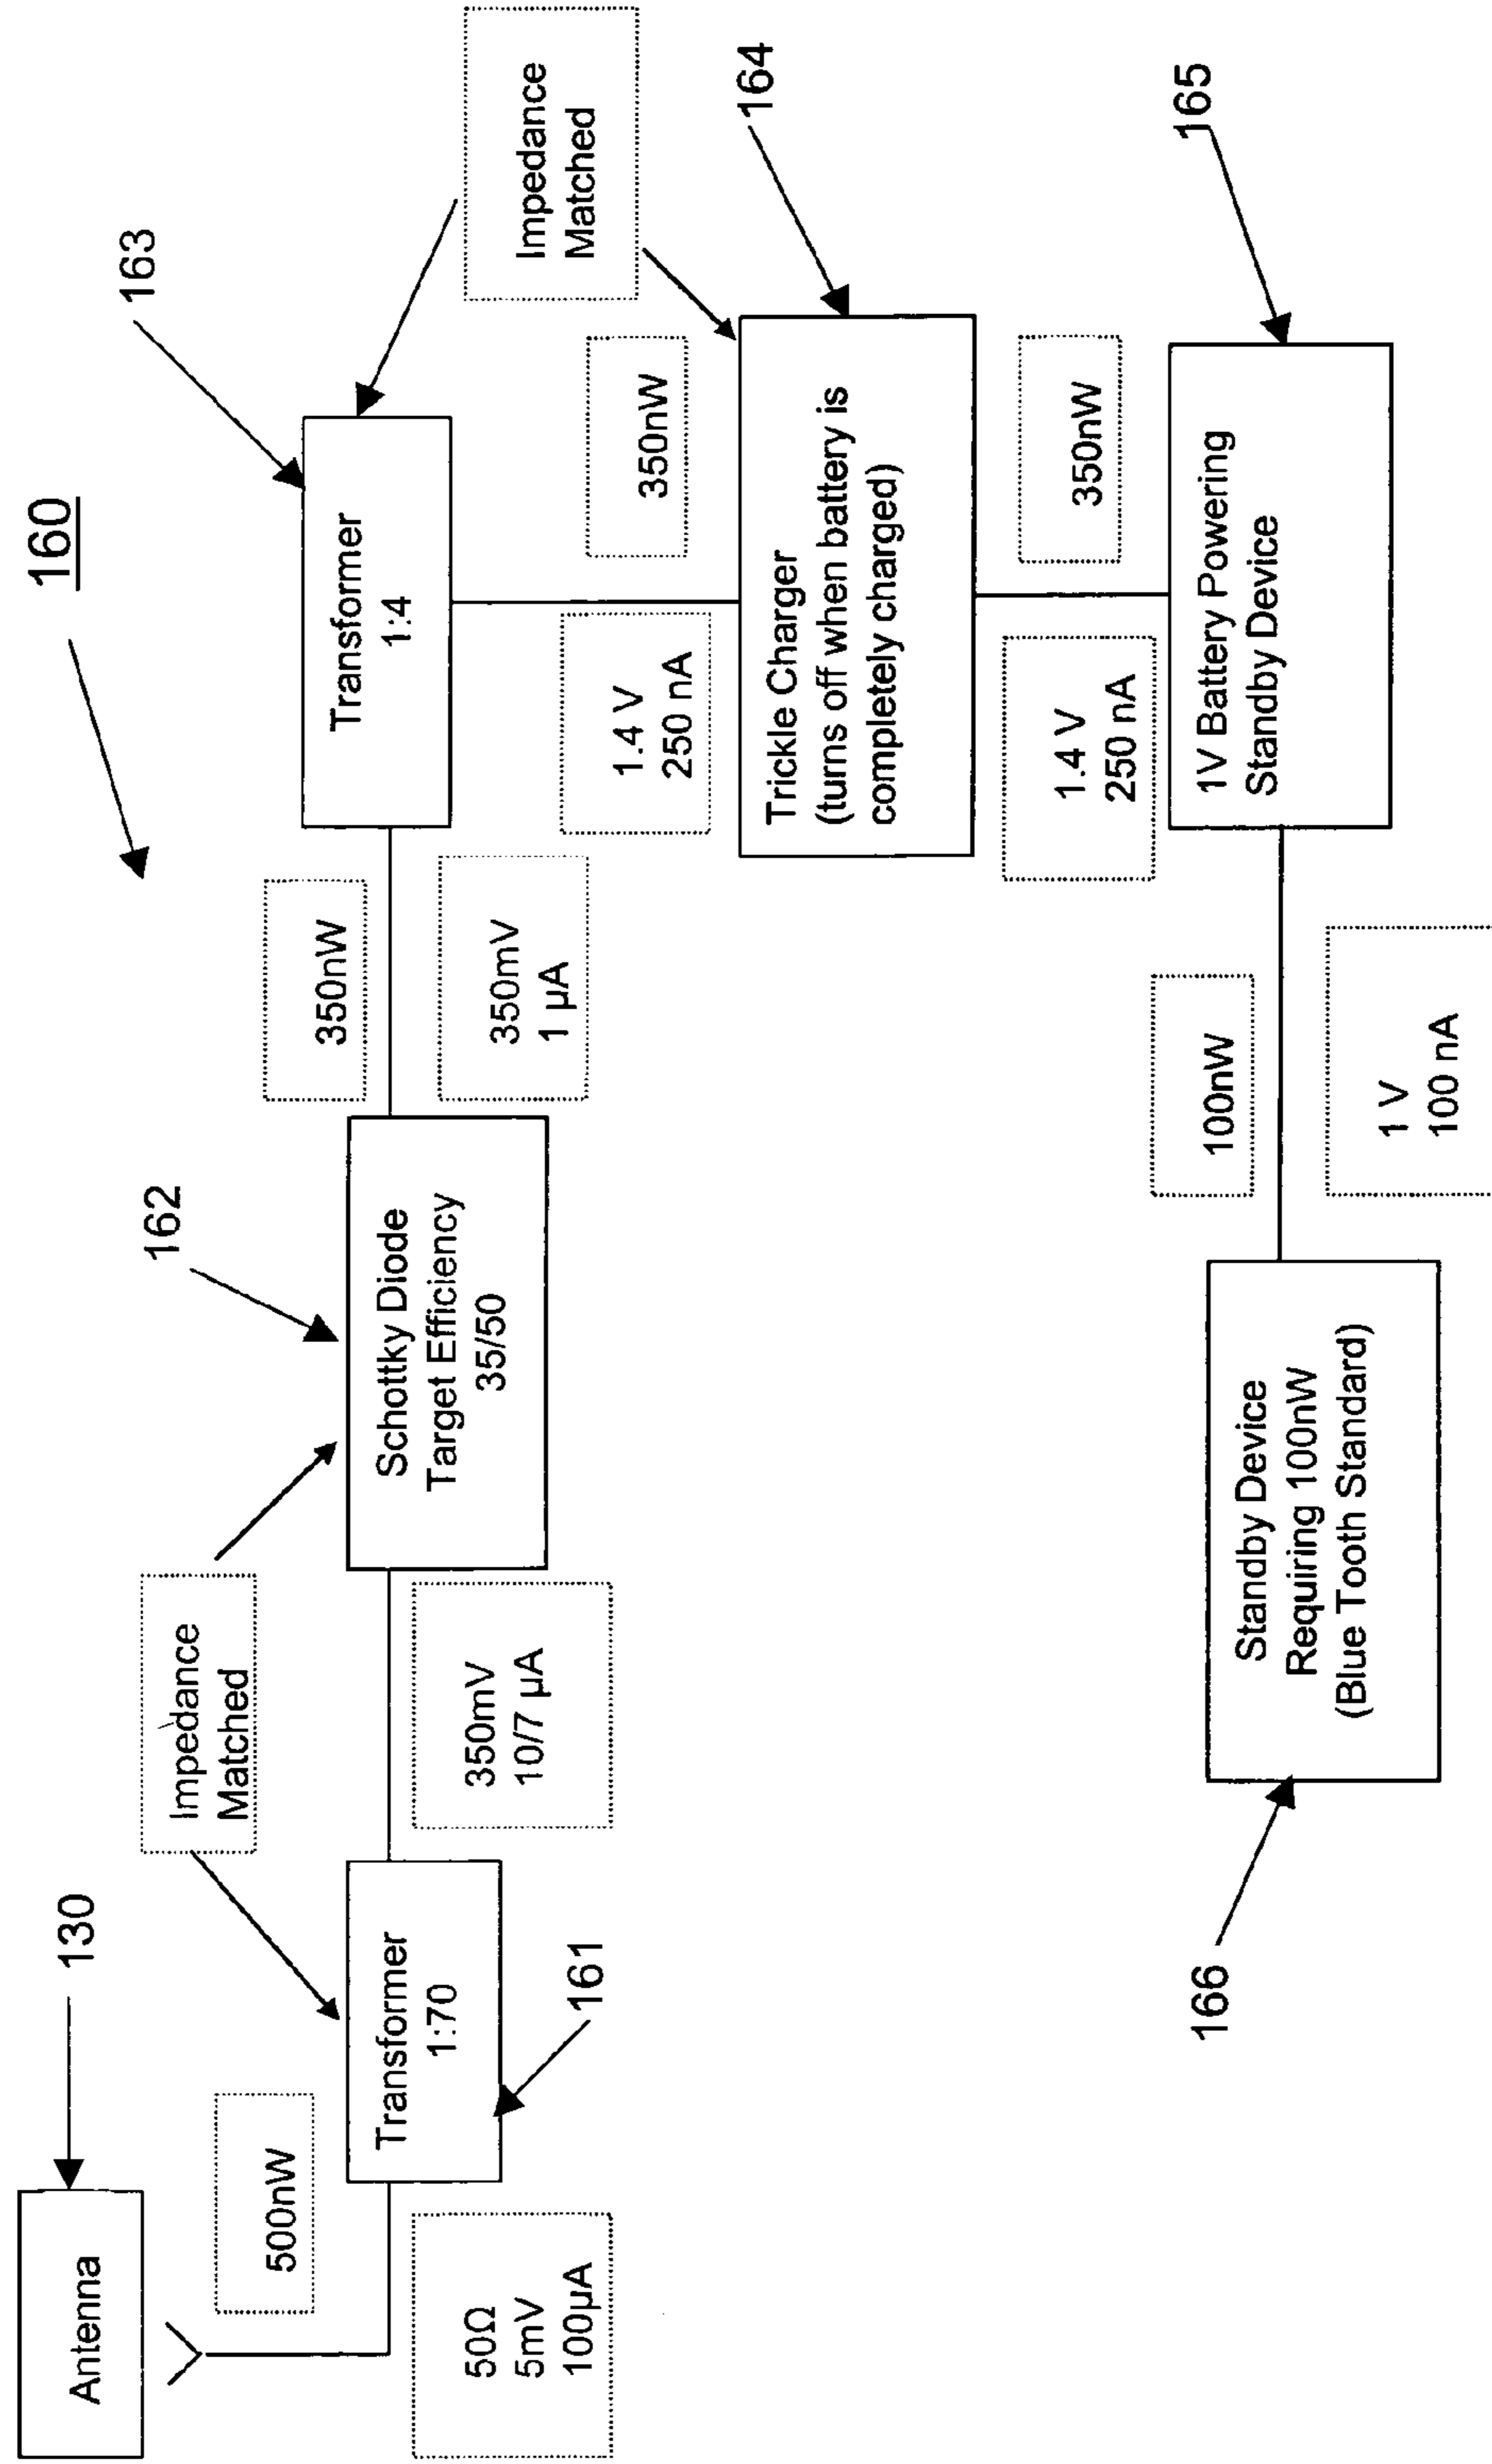 160
130
Antenna
500nW
50Ω
5mV
100µA
Transformer
1:70
161
Impedance
Matched
350mV
10/7 µA
162
Schottky Diode
Target Efficiency
35/50
350nW
350mV
1 µA
163
Transformer
1:4
Impedance
Matched
350nW
1.4 V
250 nA
164
Trickle Charger
(turns off when battery is
completely charged)
350nW
1.4 V
250 nA
165
1V Battery Powering
Standby Device
100nW
1 V
100 nA
Standby Device
Requiring 100nW
(Blue Tooth Standard)
166